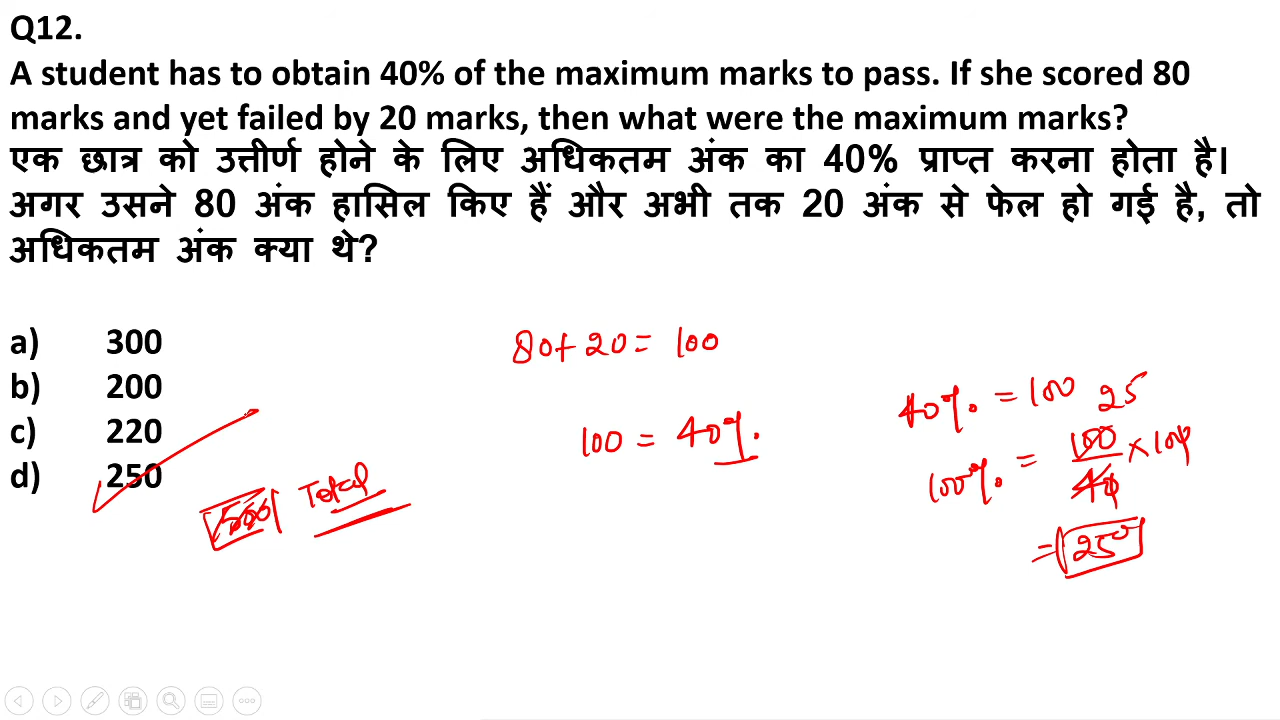 Q12.
A student has to obtain 40% of the maximum marks to pass. If she scored 80
marks and yet failed by 20 marks, then what were the maximum marks?
एक छात्र को उत्तीर्ण होने के लिए अधिकतम अंक का 40% प्राप्त करना होता है।
अगर उसने 80 अंक हासिल किए हैं और अभी तक 20 अंक से फेल हो गई है, तो
अधिकतम अंक क्या थे?
a) 300
b) 200
c) 220
d) 250
Total
80+20= 100
100 = 40%.
40%. = 100 25
100%. = 100/40 × 100
= 250